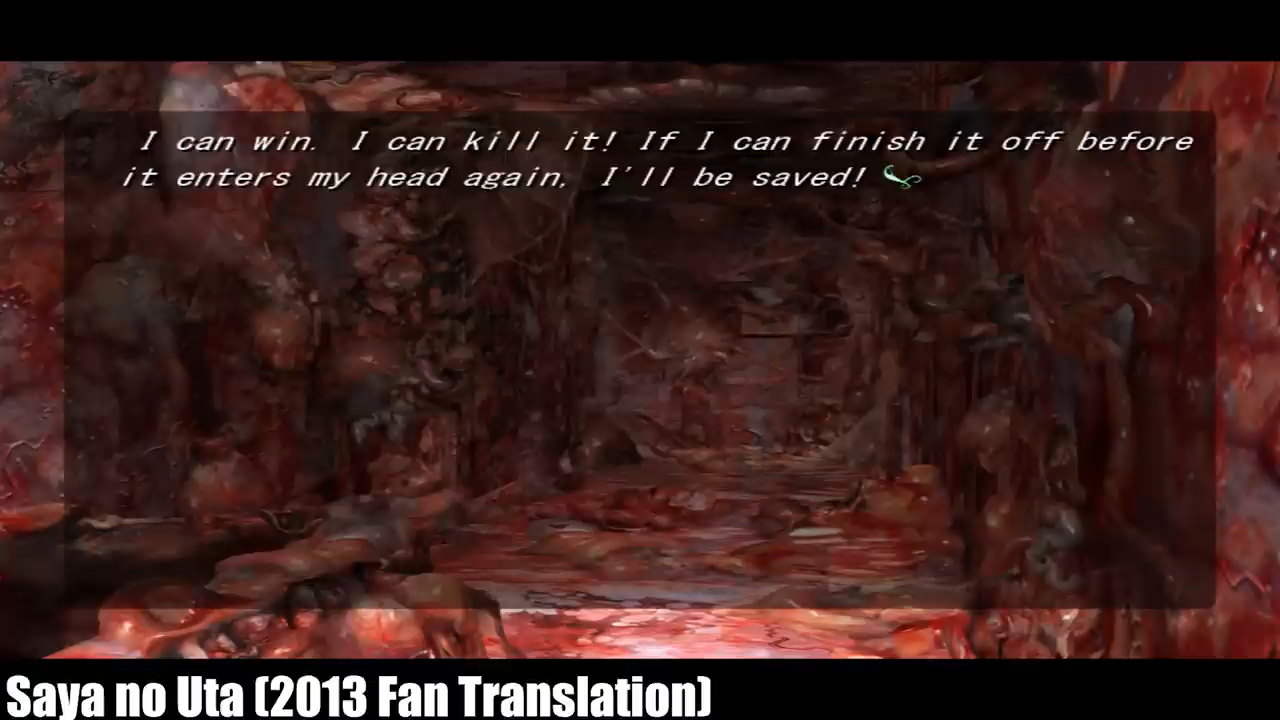 I can win. I can kill it! If I can finish it off before
it enters my head again, I'll be saved!
Saya no Uta (2013 Fan Translation)